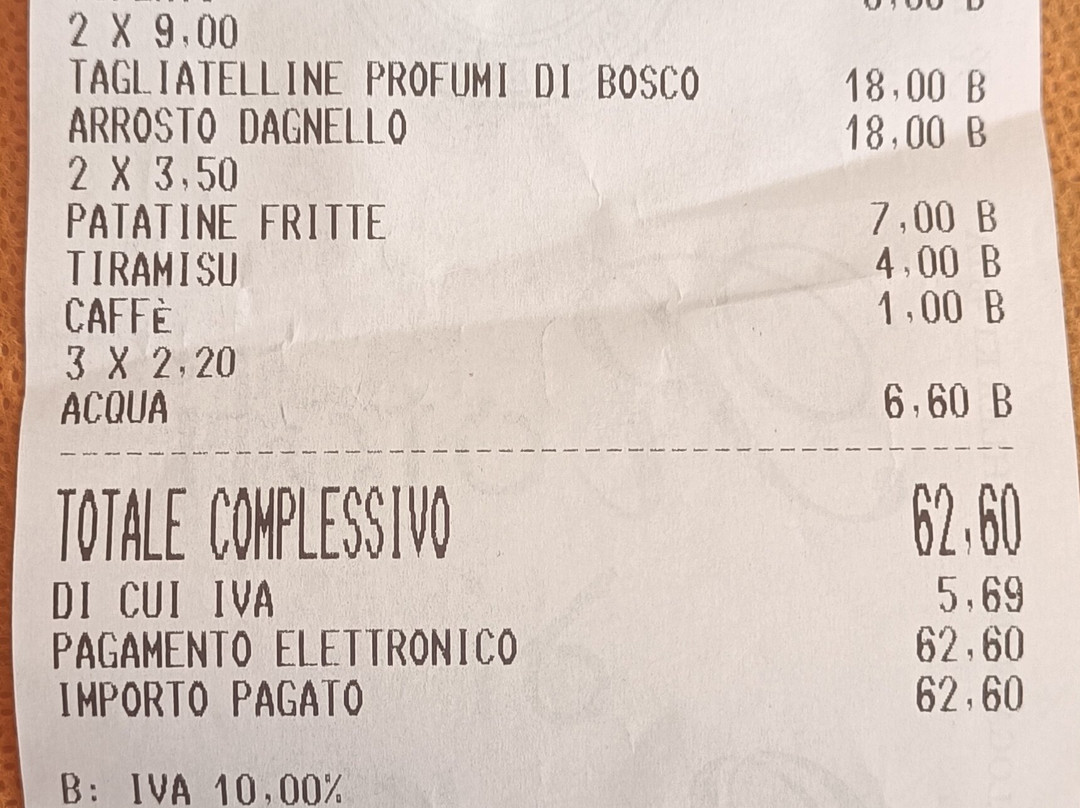 2 X 9,00
TAGLIATELLINE PROFUMI DI BOSCO 18,00 B
ARROSTO DAGNELLO 18,00 B
2 X 3,50
PATATINE FRITTE 7,00 B
TIRAMISU 4,00 B
CAFFÈ 1,00 B
3 X 2,20
ACQUA 6,60 B
TOTALE COMPLESSIVO 62,60
DI CUI IVA 5,69
PAGAMENTO ELETTRONICO 62,60
IMPORTO PAGATO 62,60
B: IVA 10,00%